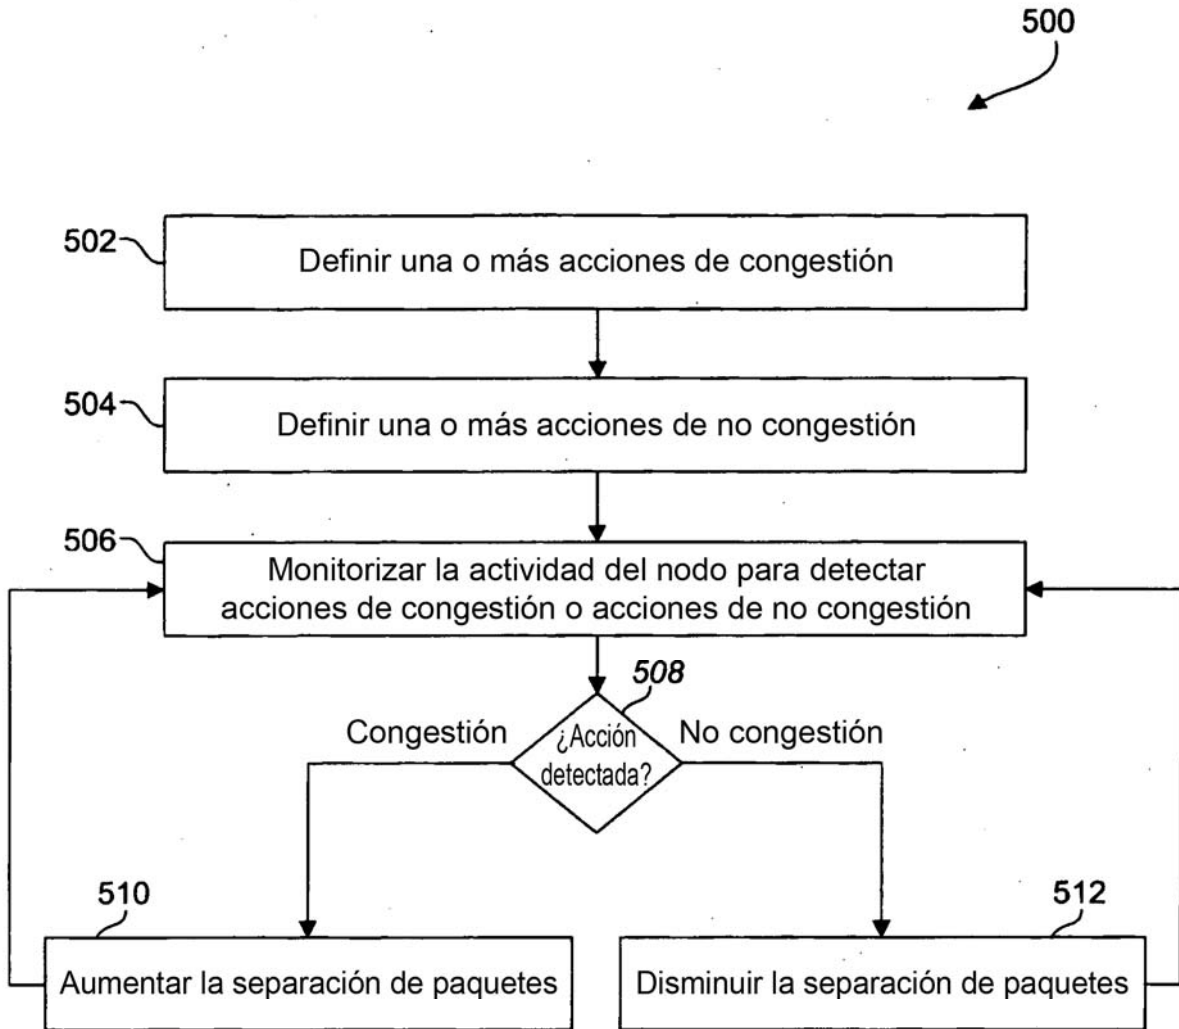 500
502
Definir una o más acciones de congestión
504
Definir una o más acciones de no congestión
506
Monitorizar la actividad del nodo para detectar
acciones de congestión o acciones de no congestión
508
Congestión
¿Acción
detectada?
No congestión
510
Aumentar la separación de paquetes
512
Disminuir la separación de paquetes